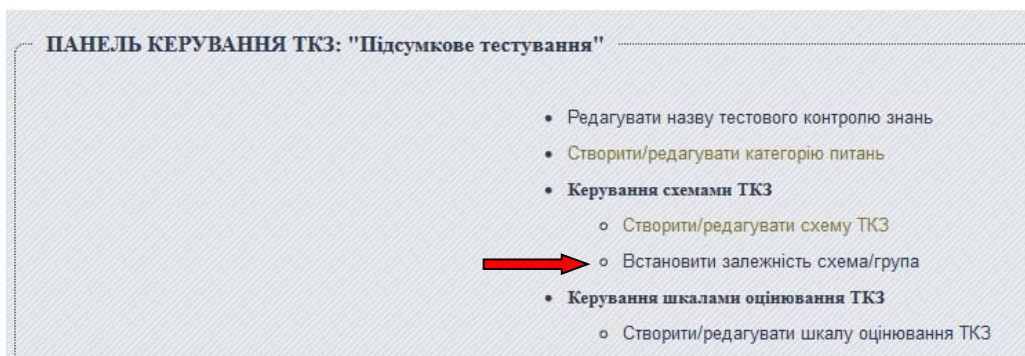 ПАНЕЛЬ КЕРУВАННЯ ТКЗ: "Підсумкове тестування"
Редагувати назву тестового контролю знань
Створити/редагувати категорію питань
Керування схемами ТКЗ
Створити/редагувати схему ТКЗ
Встановити залежність схема/група
Керування шкалами оцінювання ТКЗ
Створити/редагувати шкалу оцінювання ТКЗ